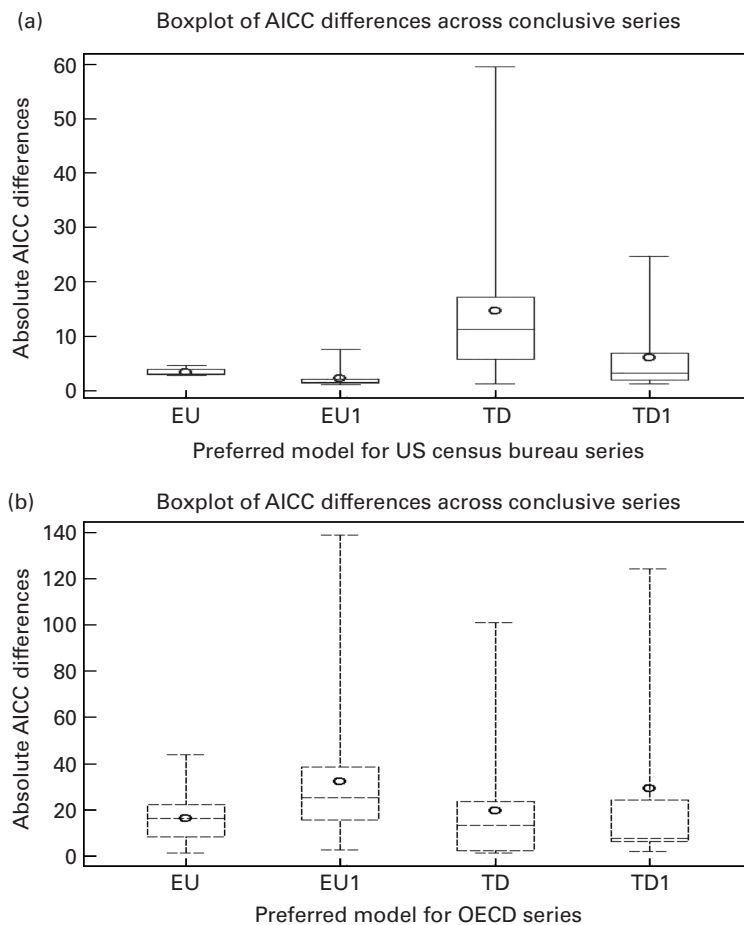 (a)
Boxplot of AICC differences across conclusive series
Absolute AICC differences
60
50
40
30
20
10
0
EU EU1 TD TD1
Preferred model for US census bureau series
(b)
Boxplot of AICC differences across conclusive series
Absolute AICC differences
140
120
100
80
60
40
20
0
EU EU1 TD TD1
Preferred model for OECD series